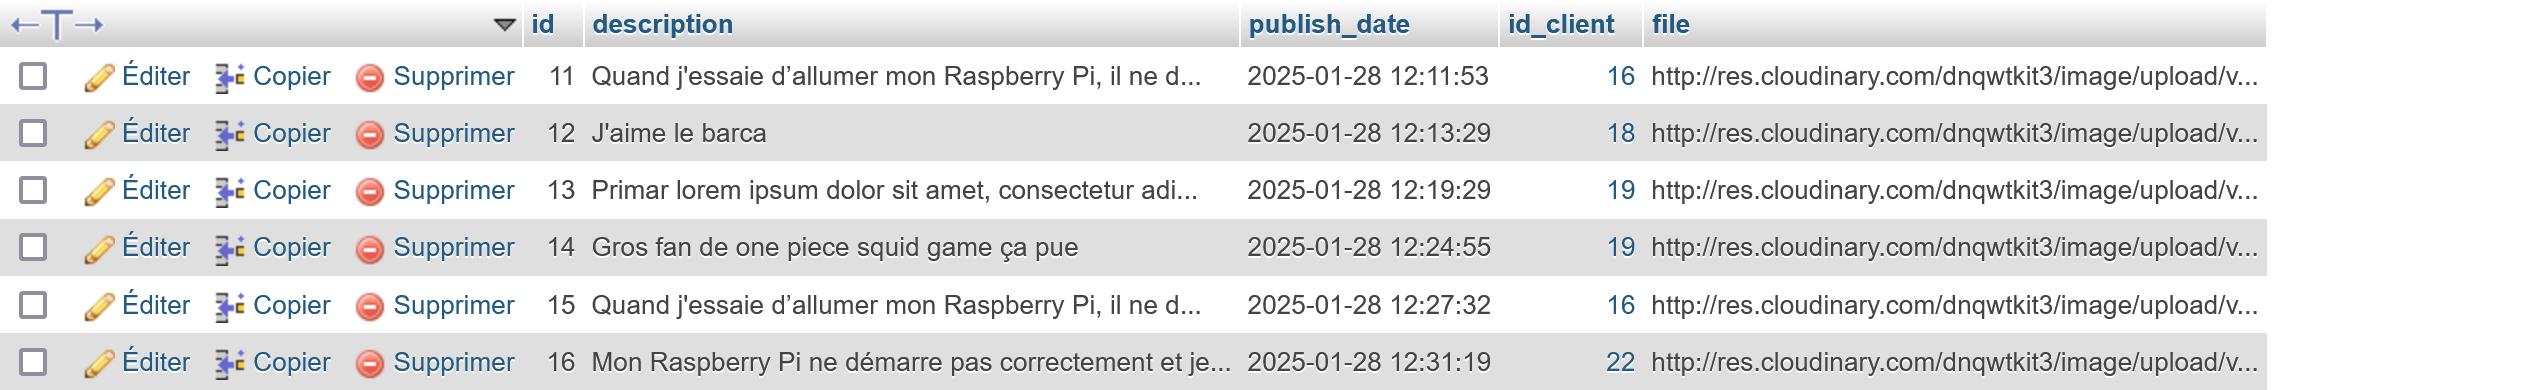 id description publish_date id_client file
Éditer Copier Supprimer 11 Quand j'essaie d’allumer mon Raspberry Pi, il ne d... 2025-01-28 12:11:53 16 http://res.cloudinary.com/dnqwtkit3/image/upload/v...
Éditer Copier Supprimer 12 J'aime le barca 2025-01-28 12:13:29 18 http://res.cloudinary.com/dnqwtkit3/image/upload/v...
Éditer Copier Supprimer 13 Primar lorem ipsum dolor sit amet, consectetur adi... 2025-01-28 12:19:29 19 http://res.cloudinary.com/dnqwtkit3/image/upload/v...
Éditer Copier Supprimer 14 Gros fan de one piece squid game ça pue 2025-01-28 12:24:55 19 http://res.cloudinary.com/dnqwtkit3/image/upload/v...
Éditer Copier Supprimer 15 Quand j'essaie d’allumer mon Raspberry Pi, il ne d... 2025-01-28 12:27:32 16 http://res.cloudinary.com/dnqwtkit3/image/upload/v...
Éditer Copier Supprimer 16 Mon Raspberry Pi ne démarre pas correctement et je... 2025-01-28 12:31:19 22 http://res.cloudinary.com/dnqwtkit3/image/upload/v...